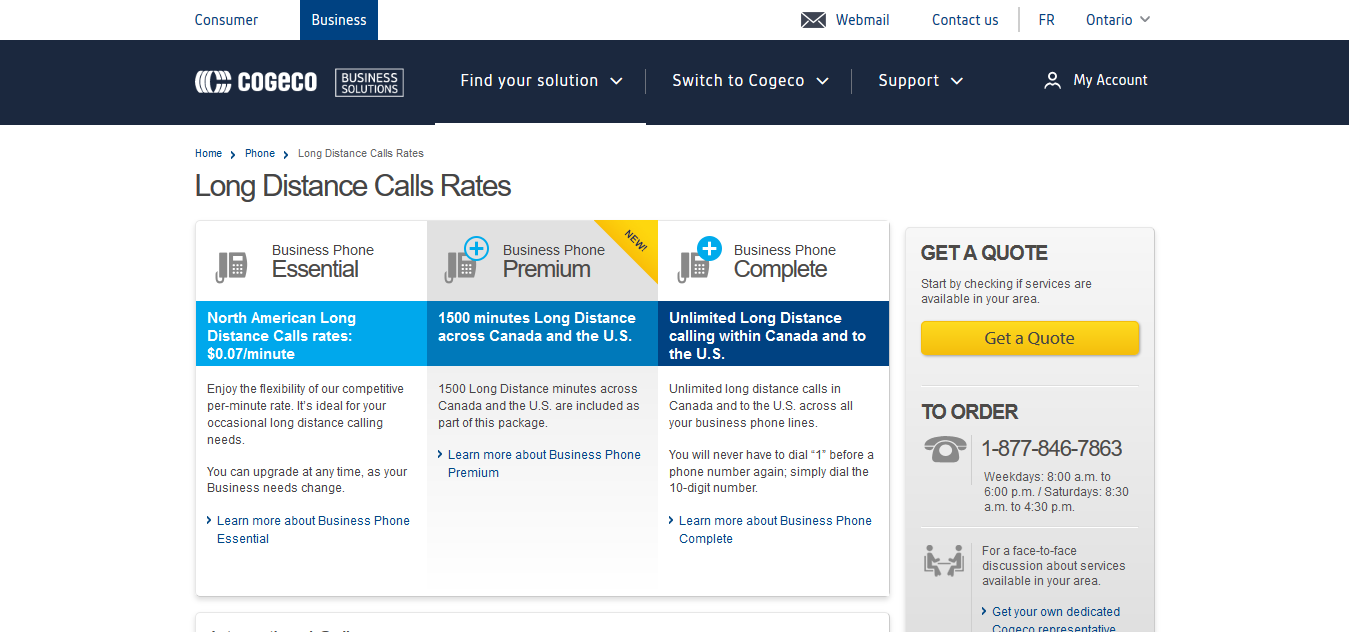 Consumer
Business
Webmail
Contact us
FR
Ontario
COGECO
BUSINESS
SOLUTIONS
Find your solution
Switch to Cogeco
Support
My Account
Home
Phone
Long Distance Calls Rates
Long Distance Calls Rates
Business Phone
Essential
North American Long
Distance Calls rates:
$0.07/minute
Enjoy the flexibility of our competitive
per-minute rate. It's ideal for your
occasional long distance calling
needs.
You can upgrade at any time, as your
Business needs change.
Learn more about Business Phone
Essential
Business Phone
Premium
NEW!
1500 minutes Long Distance
across Canada and the U.S.
1500 Long Distance minutes across
Canada and the U.S. are included as
part of this package.
Learn more about Business Phone
Premium
Business Phone
Complete
Unlimited Long Distance
calling within Canada and to
the U.S.
Unlimited long distance calls in
Canada and to the U.S. across all
your business phone lines.
You will never have to dial “1” before a
phone number again; simply dial the
10-digit number.
Learn more about Business Phone
Complete
GET A QUOTE
Start by checking if services are
available in your area.
Get a Quote
TO ORDER
1-877-846-7863
Weekdays: 8:00 a.m. to
6:00 p.m. / Saturdays: 8:30
a.m. to 4:30 p.m.
For a face-to-face
discussion about services
available in your area.
Get your own dedicated
Cogeco representative